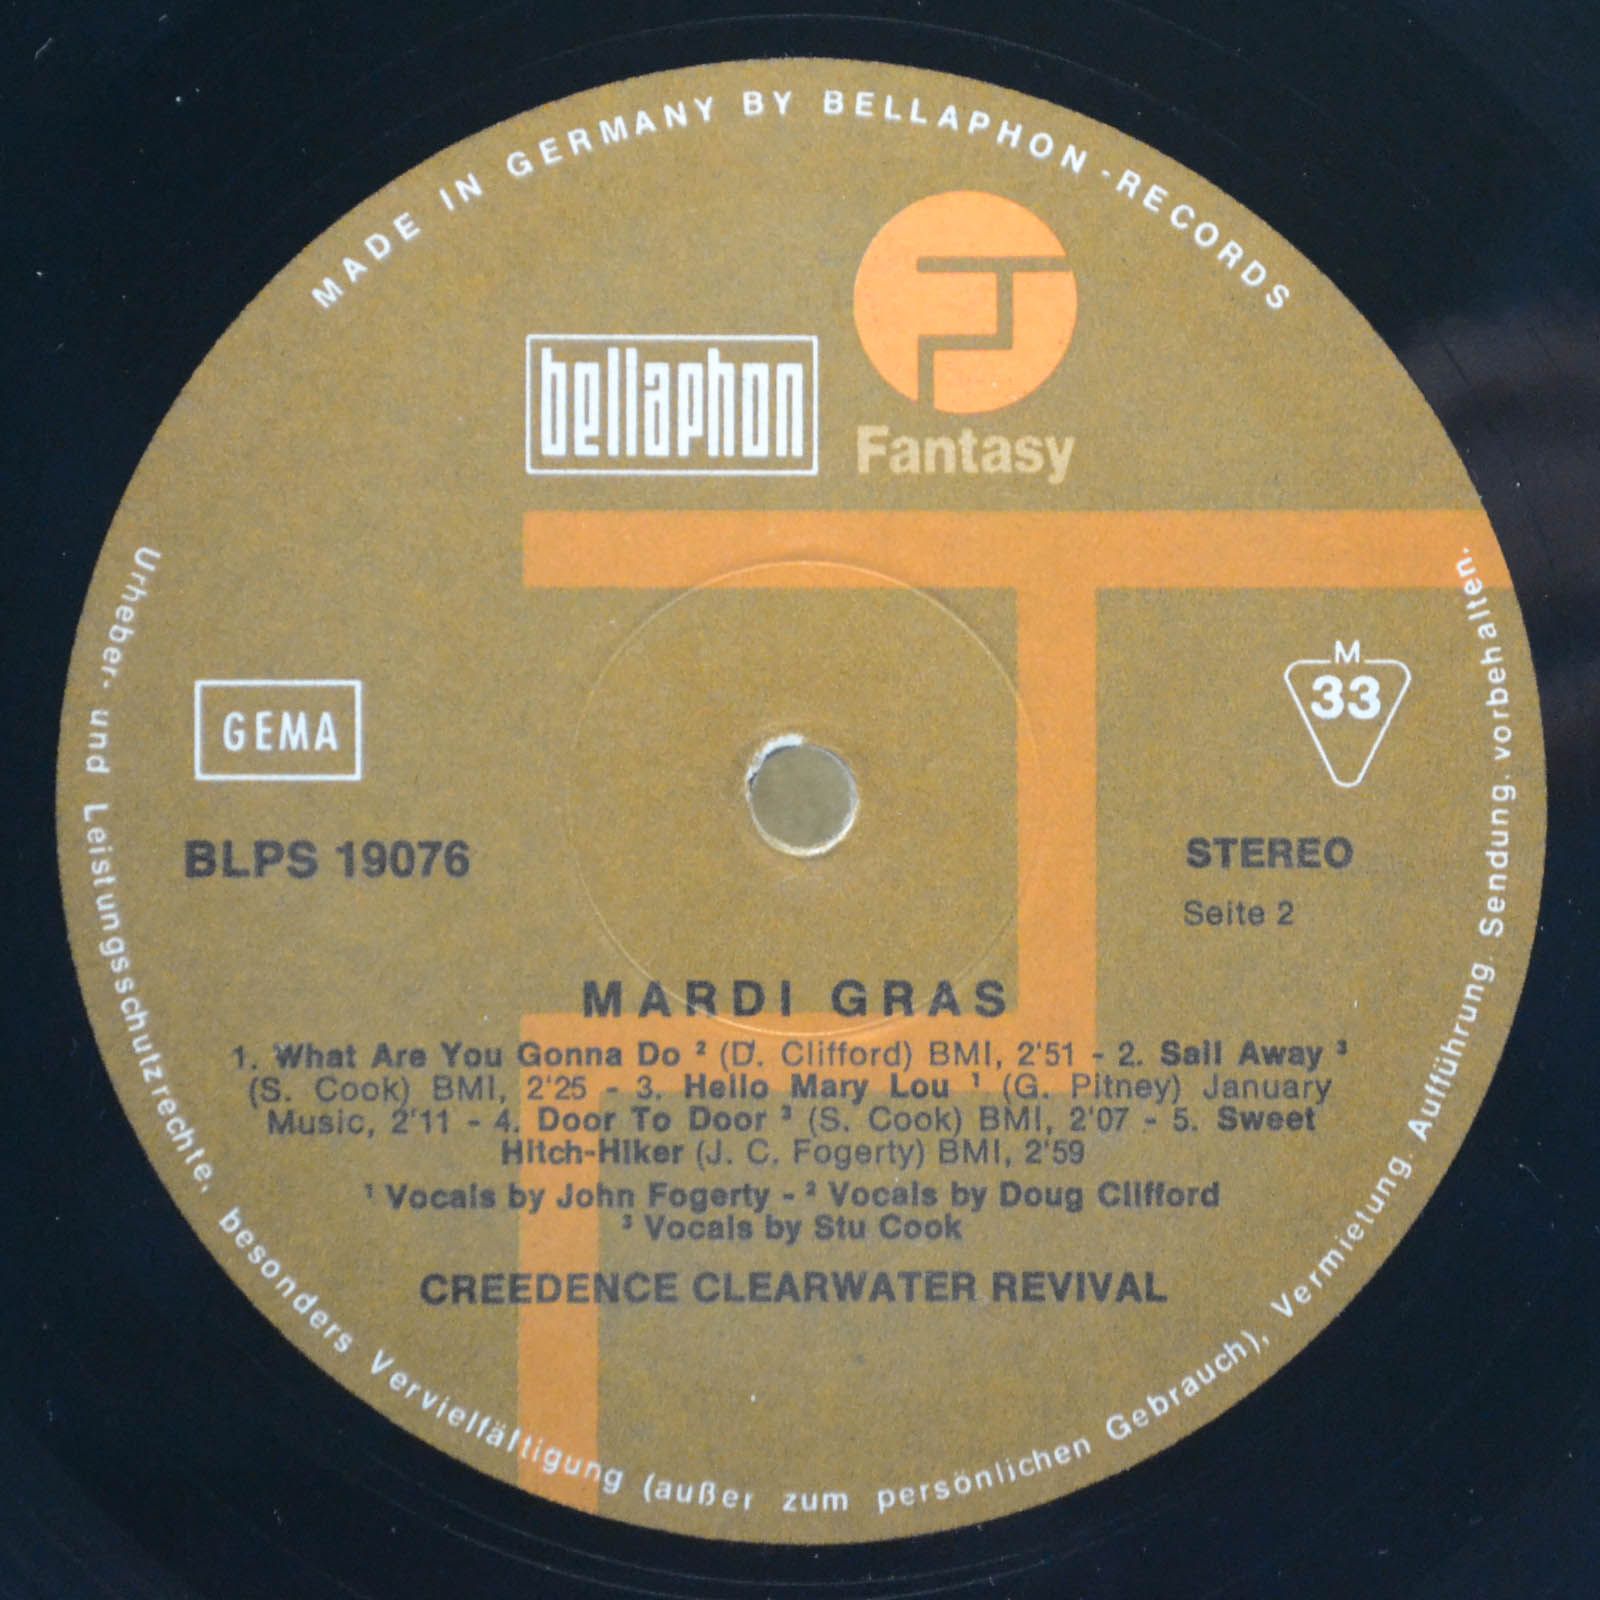 MADE IN GERMANY BY BELLAPHON-RECORDS
bellaphon
Fantasy
GEMA
M
33
BLPS 19076
STEREO
Seite 2
MARDI GRAS
1. What Are You Gonna Do ² (D. Clifford) BMI, 2'51 - 2. Sail Away ³
(S. Cook) BMI, 2'25 - 3. Hello Mary Lou ¹ (G. Pitney) January
Music, 2'11 - 4. Door To Door ³ (S. Cook) BMI, 2'07 - 5. Sweet
Hitch-Hiker (J. C. Fogerty) BMI, 2'59
¹ Vocals by John Fogerty - ² Vocals by Doug Clifford
³ Vocals by Stu Cook
CREEDENCE CLEARWATER REVIVAL
Urheber- und Leistungsschutzrechte, besonders Vervielfältigung (außer zum persönlichen Gebrauch), Vermietung. Aufführung. Sendung. vorbehalten.